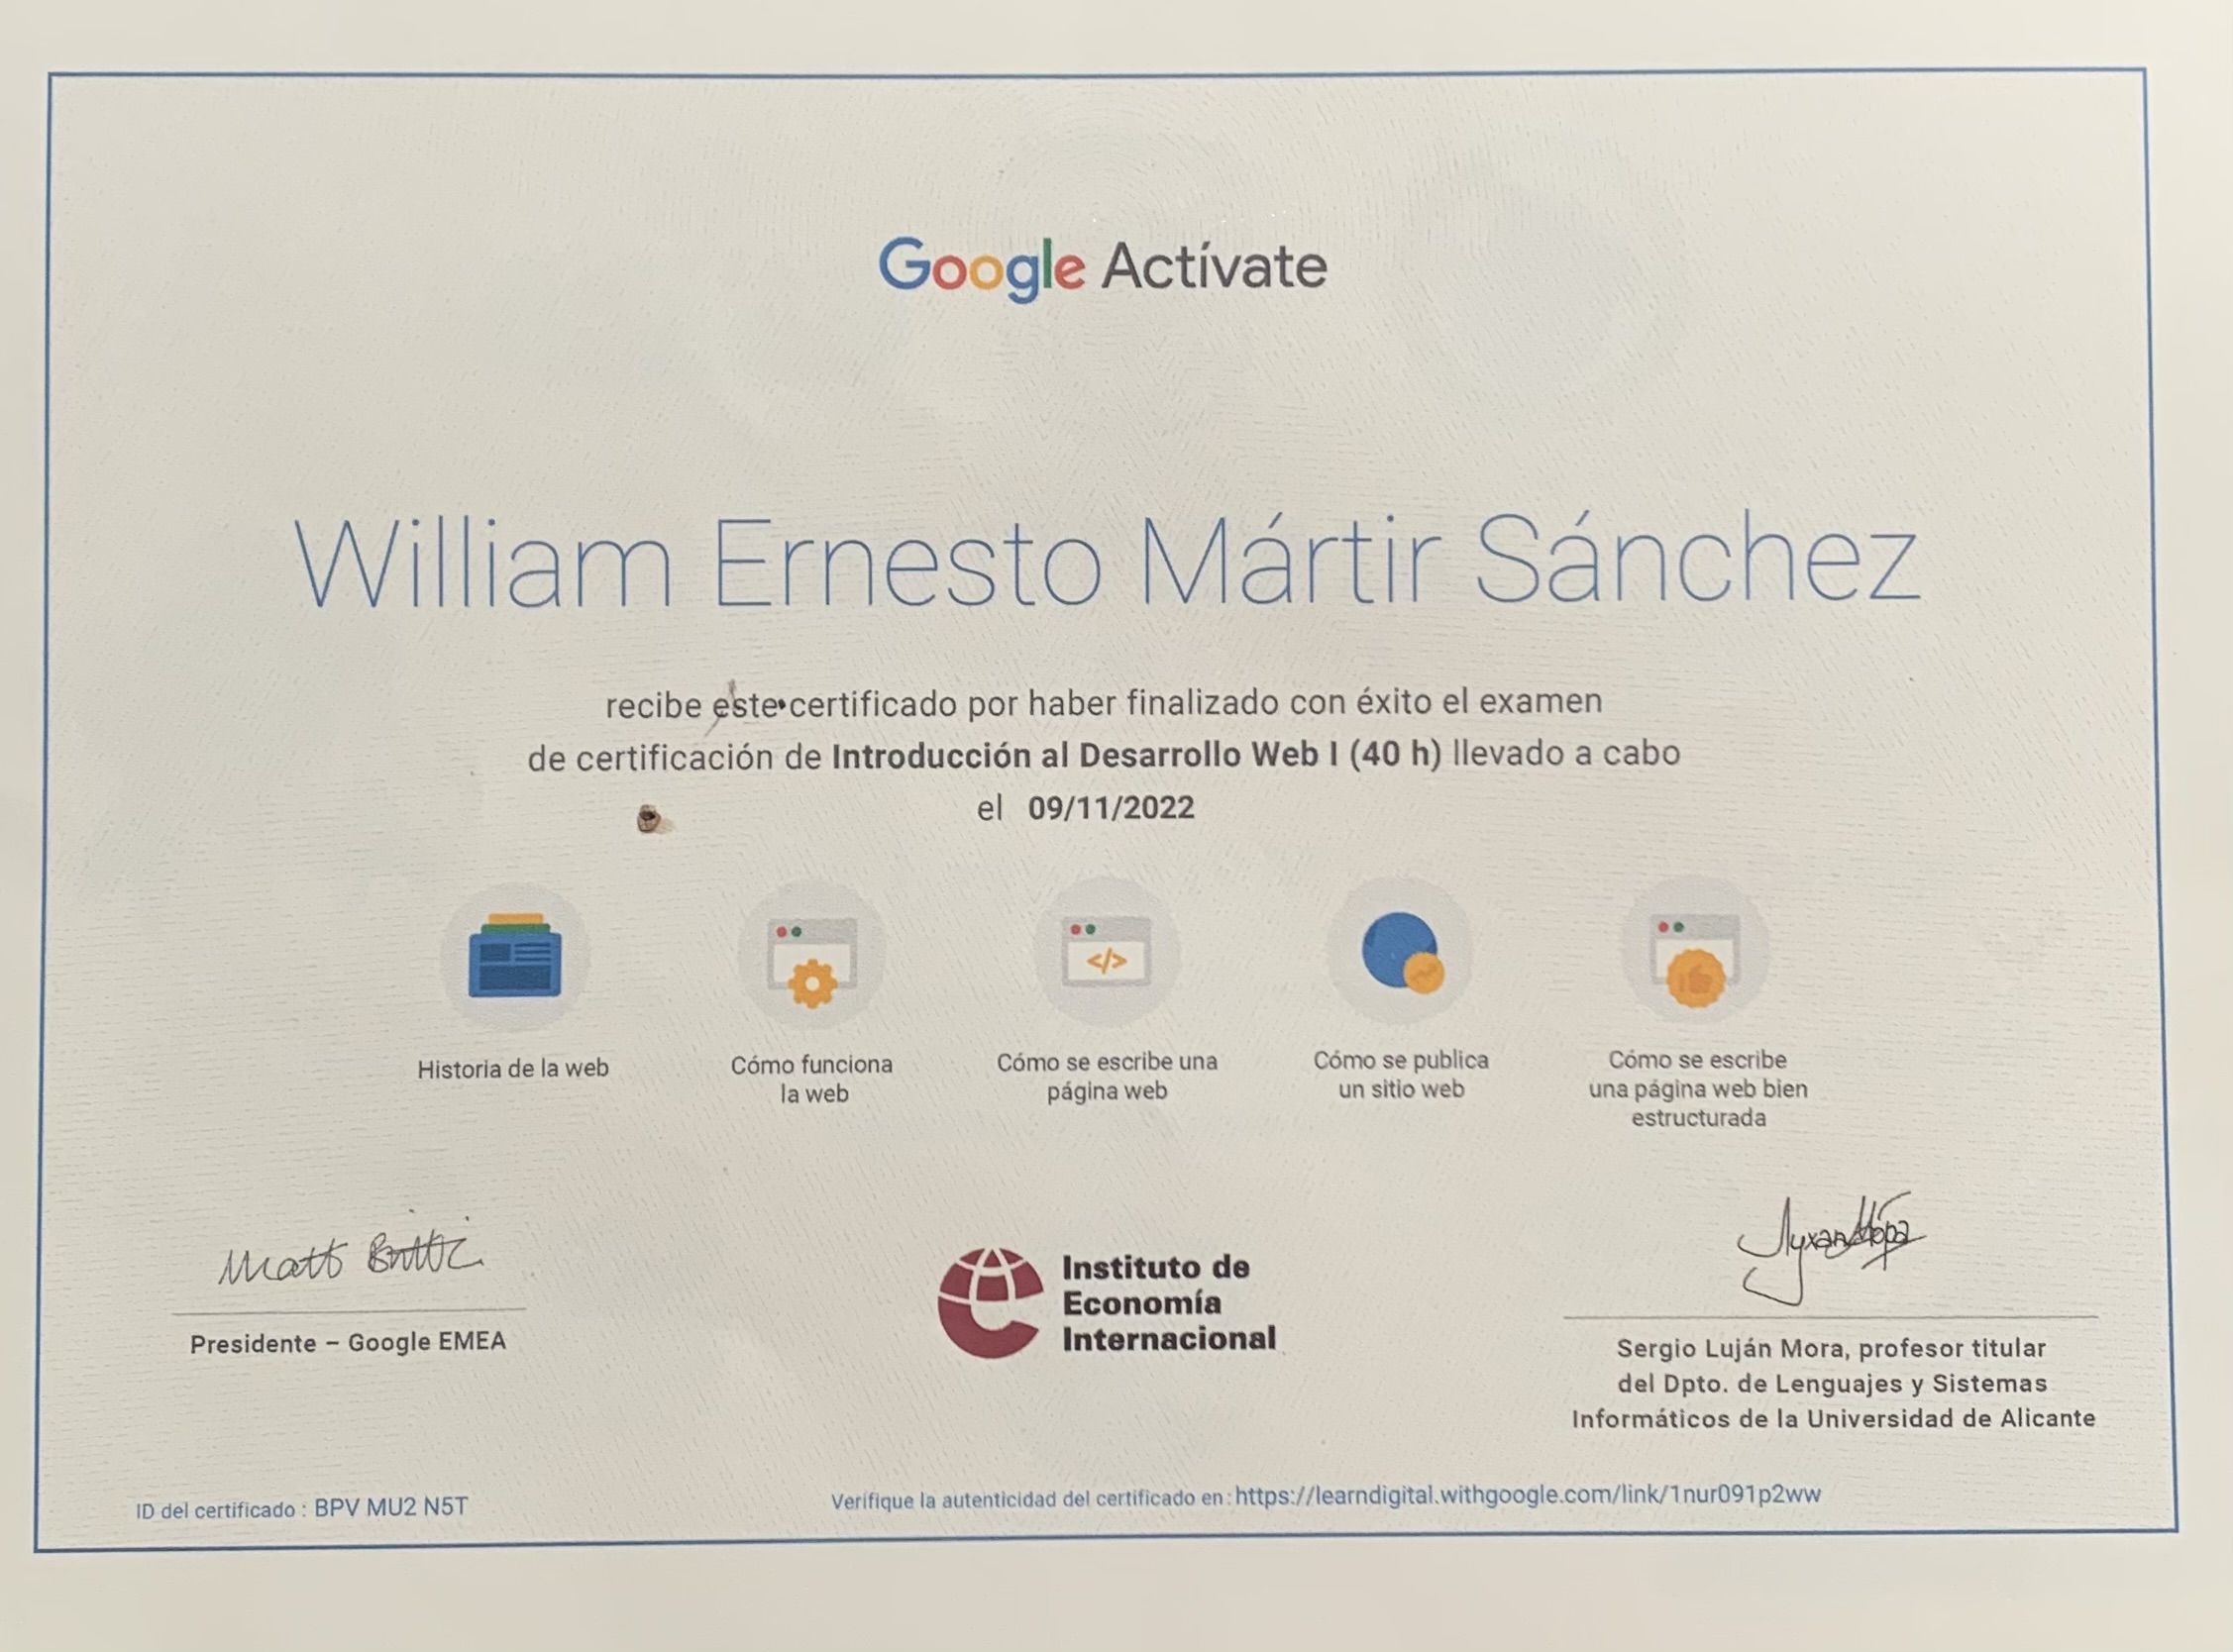 Google Actívate
William Ernesto Mártir Sánchez
recibe este certificado por haber finalizado con éxito el examen
de certificación de Introducción al Desarrollo Web I (40 h) llevado a cabo
el 09/11/2022
</>
Historia de la web
Cómo funciona
la web
Cómo se escribe una
página web
Cómo se publica
un sitio web
Cómo se escribe
una página web bien
estructurada
Matt
Presidente – Google EMEA
Instituto de
Economía
Internacional
Sergio Luján Mora, profesor titular
del Dpto. de Lenguajes y Sistemas
Informáticos de la Universidad de Alicante
ID del certificado : BPV MU2 N5T
Verifique la autenticidad del certificado en: https://learndigital.withgoogle.com/link/1nur091p2ww